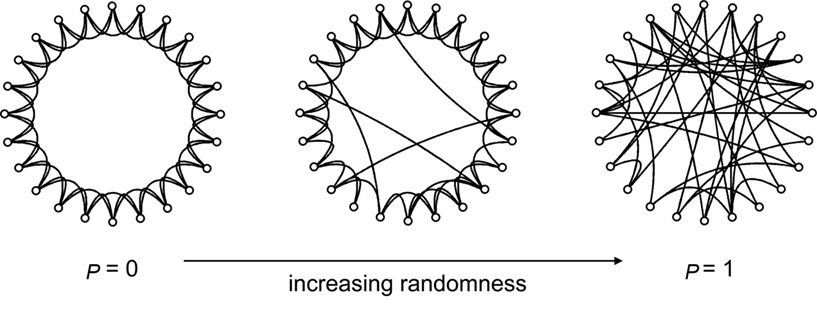 P = 0
increasing randomness
P = 1